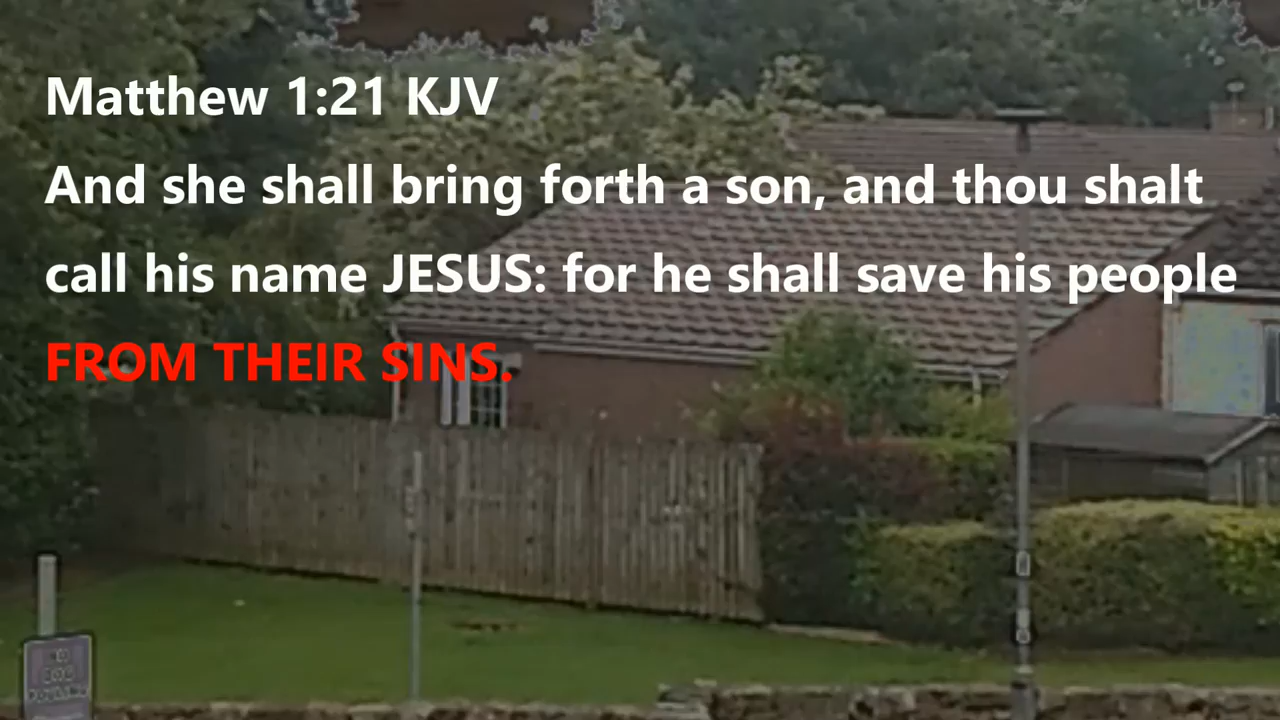 Matthew 1:21 KJV
And she shall bring forth a son, and thou shalt
call his name JESUS: for he shall save his people
FROM THEIR SINS.